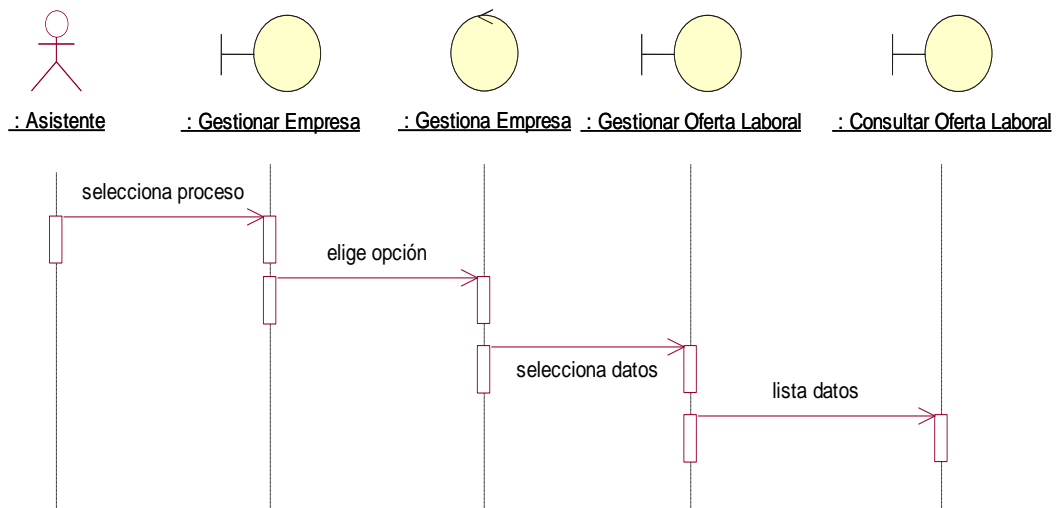 : Asistente
: Gestionar Empresa
: Gestiona Empresa
: Gestionar Oferta Laboral
: Consultar Oferta Laboral
selecciona proceso
elige opción
selecciona datos
lista datos